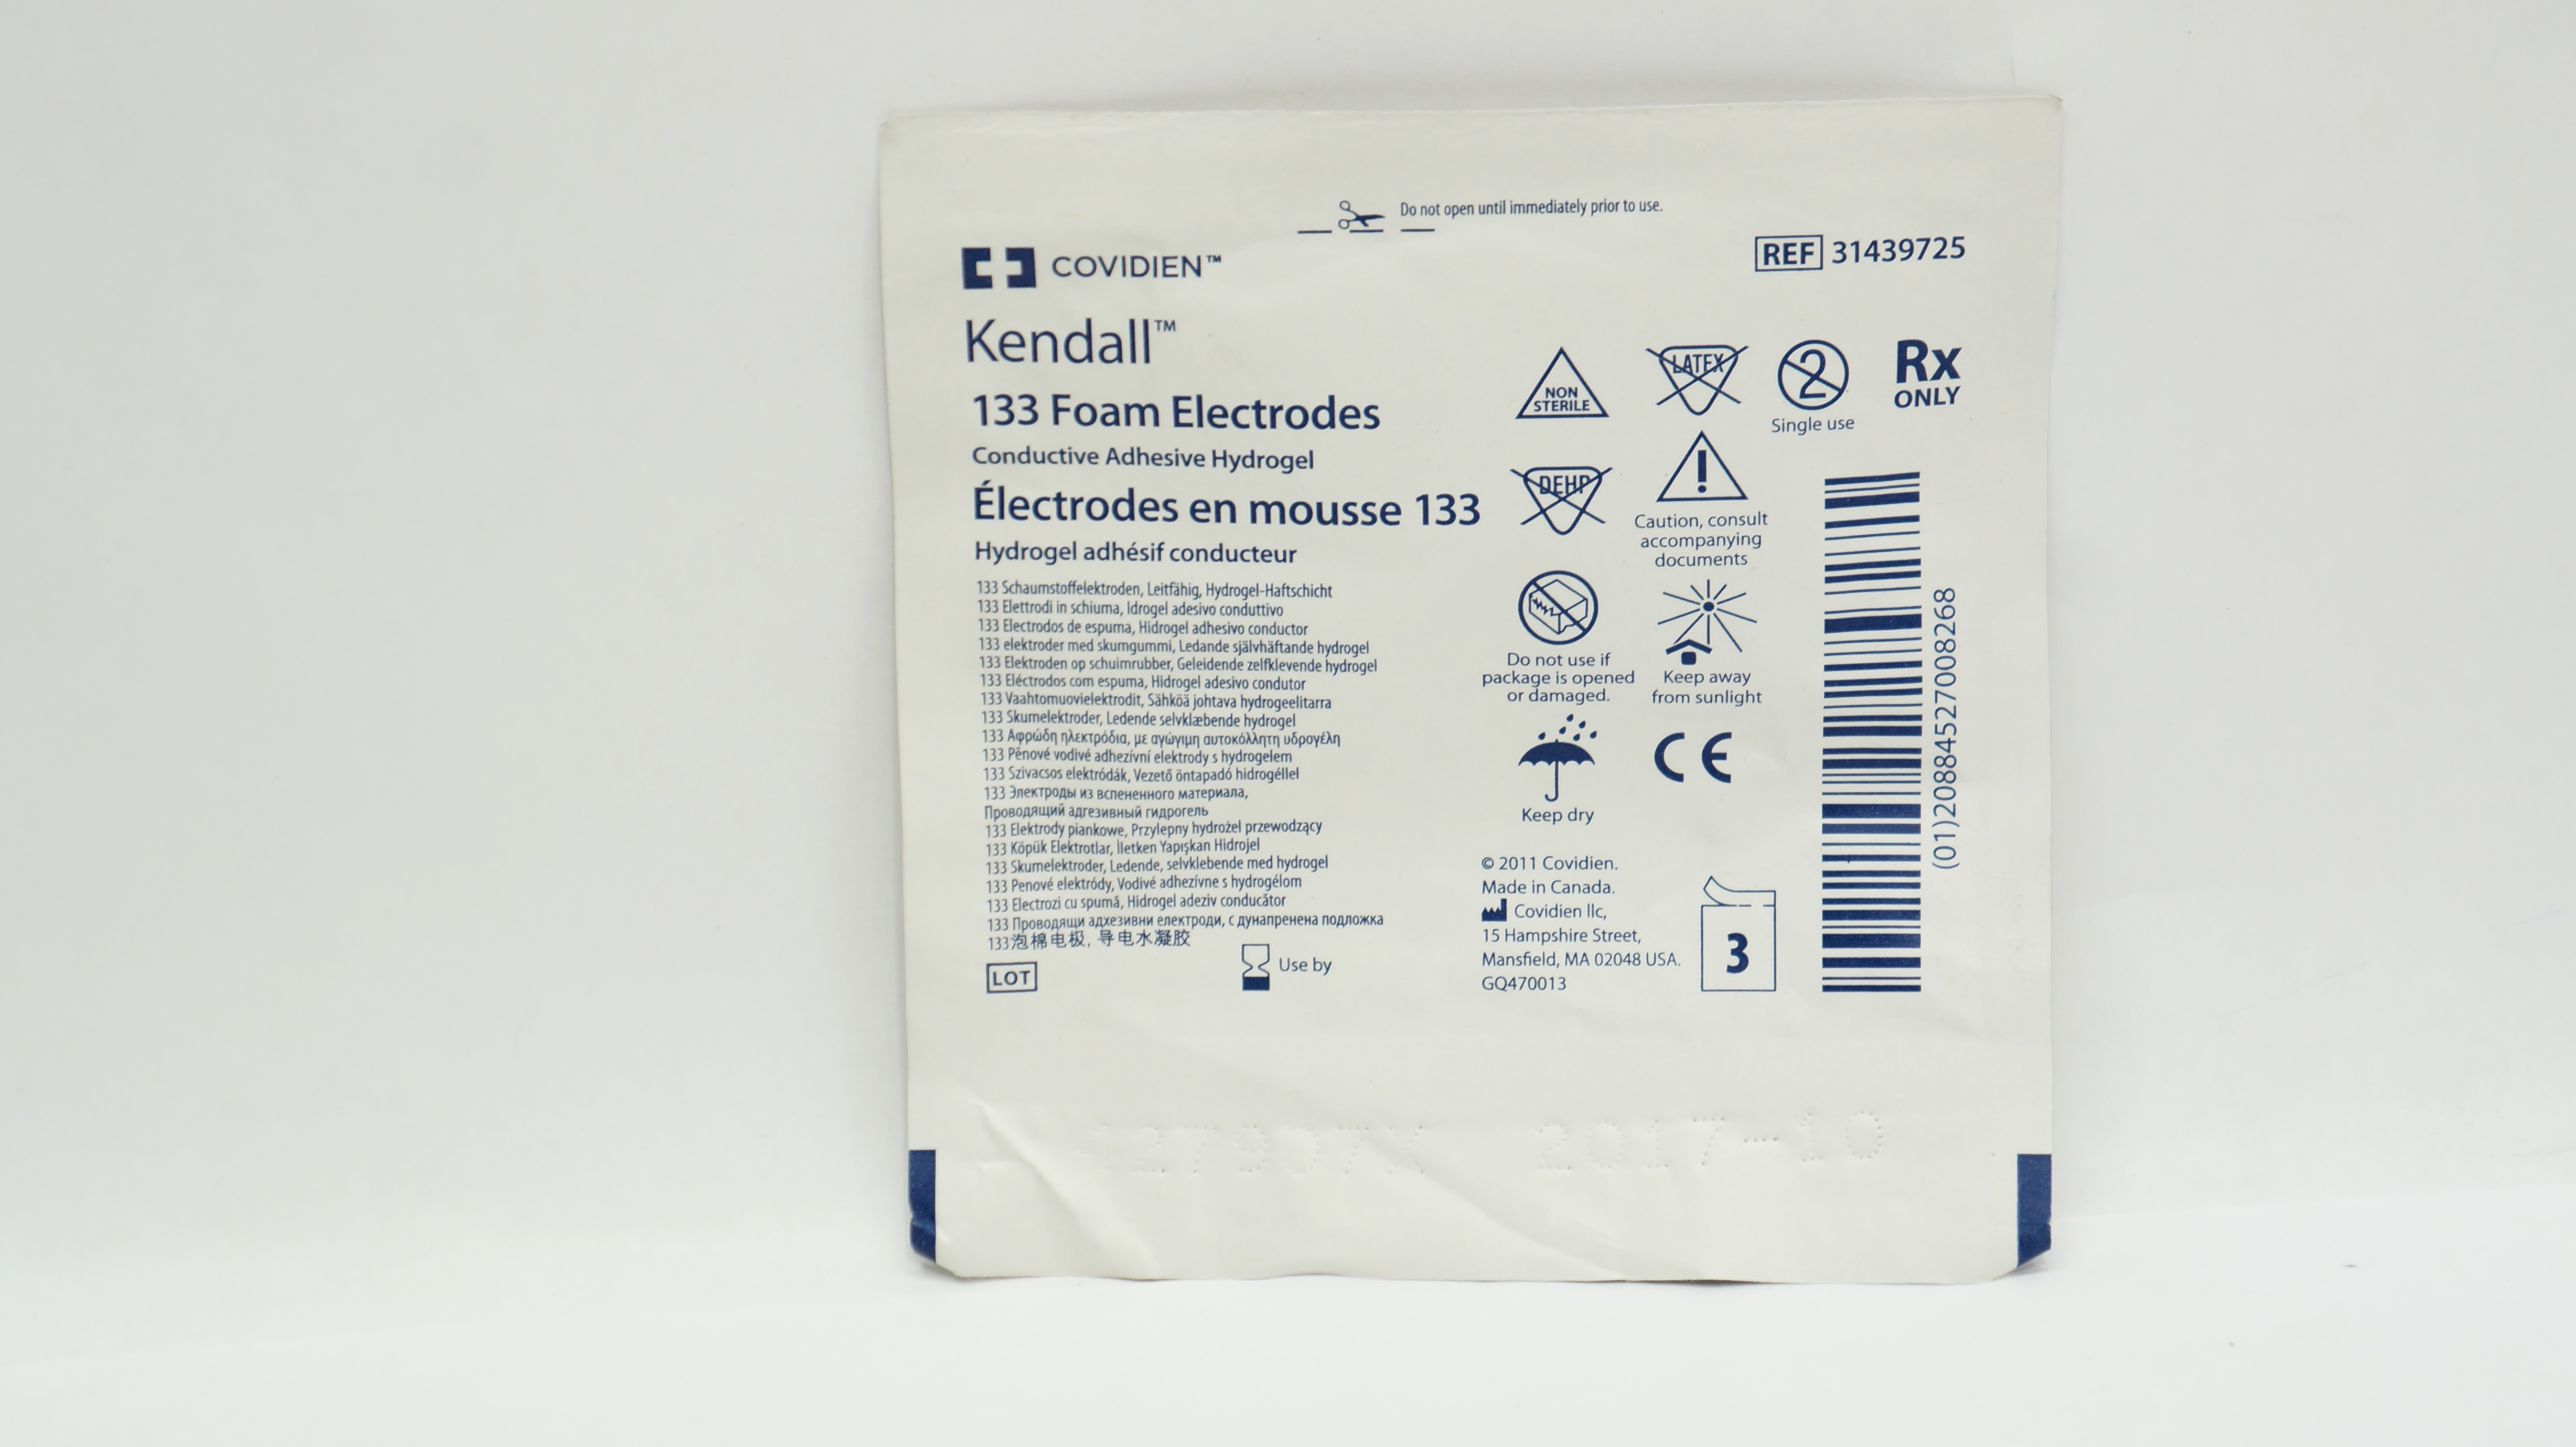 Do not open until immediately prior to use.
COVIDIEN™
REF 31439725
Kendall™
133 Foam Electrodes
Conductive Adhesive Hydrogel
Électrodes en mousse 133
Hydrogel adhésif conducteur
133 Schaumstoffelektroden, Leitfähig, Hydrogel-Haftschicht
133 Elettrodi in schiuma, Idrogel adesivo conduttivo
133 Electrodos de espuma, Hidrogel adhesivo conductor
133 elektroder med skumgummi, Ledande självhäftande hydrogel
133 Elektroden op schuimrubber, Geleidende zelfklevende hydrogel
133 Eléctrodos com espuma, Hidrogel adesivo condutor
133 Vaahtomuovielektrodit, Sähköä johtava hydrogeelitarra
133 Skumelektroder, Ledende selvklæbende hydrogel
133 Αφρώδη ηλεκτρόδια, με αγώγιμη αυτοκόλλητη υδρογέλη
133 Pěnové vodivé adhezívní elektrody s hydrogelem
133 Szivacsos elektródák, Vezető öntapadó hidrogéllel
133 Электроды из вспененного материала,
Проводящий адгезивный гидрогель
133 Elektrody piankowe, Przylepny hydrożel przewodzący
133 Köpük Elektrotlar, İletken Yapışkan Hidrojel
133 Skumelektroder, Ledende, selvklebende med hydrogel
133 Penové elektródy, Vodivé adhezívne s hydrogélom
133 Electrozi cu spumă, Hidrogel adeziv conducător
133 Проводящи адхезивни електроди, с дунапренена подложка
133泡棉电极, 导电水凝胶
LOT
Use by
NON
STERILE
LATEX
2
Single use
Rx
ONLY
DEHP
!
Caution, consult
accompanying
documents
Do not use if
package is opened
or damaged.
Keep away
from sunlight
Keep dry
CE
© 2011 Covidien.
Made in Canada.
Covidien llc,
15 Hampshire Street,
Mansfield, MA 02048 USA.
GQ470013
3
(01)20884527008268
2017-10